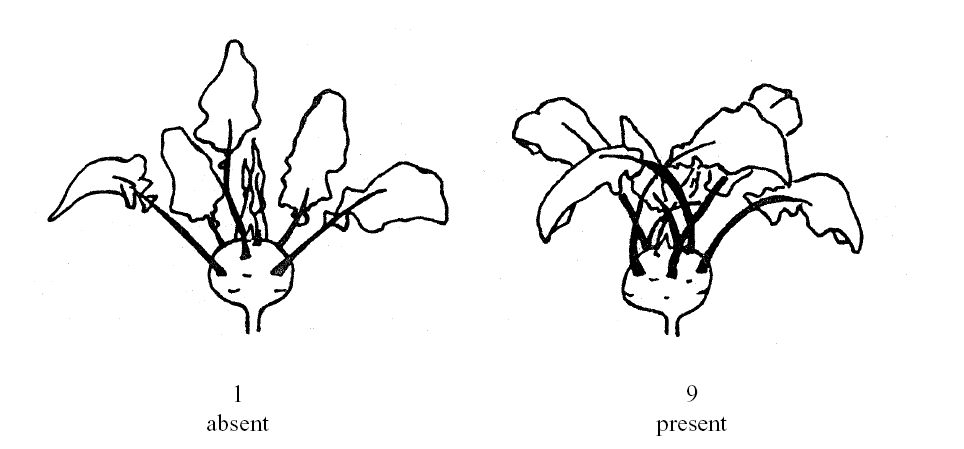 1
absent
9
present